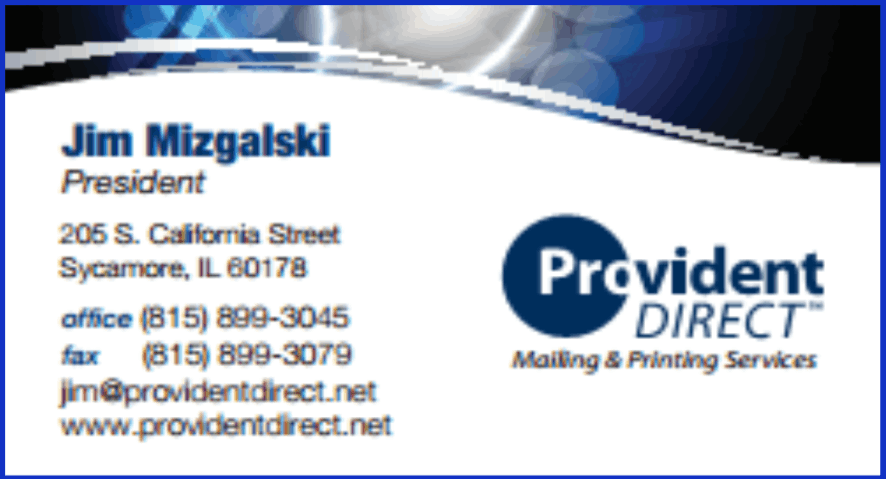 Jim Mizgalski
President
205 S. California Street
Sycamore, IL 60178
office (815) 899-3045
fax (815) 899-3079
jim@providentdirect.net
www.providentdirect.net
Provident
DIRECT™
Mailing & Printing Services